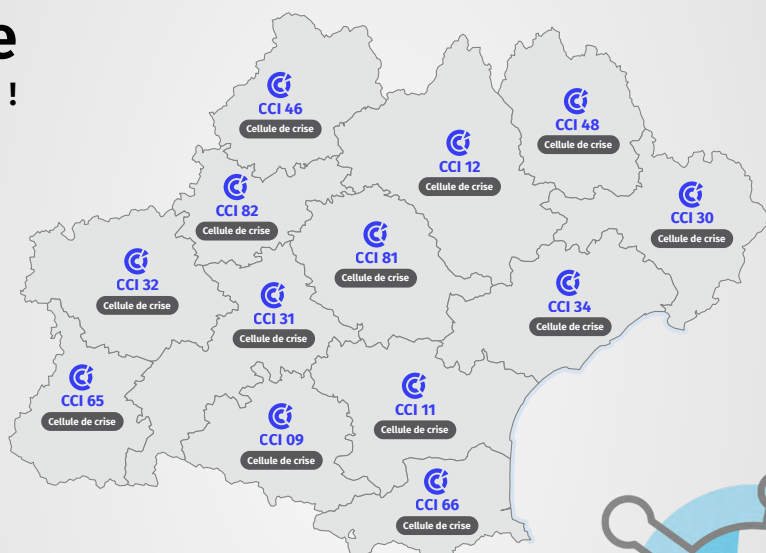 e
!
CCI 46
Cellule de crise
CCI 48
Cellule de crise
CCI 12
Cellule de crise
CCI 82
Cellule de crise
CCI 30
Cellule de crise
CCI 81
Cellule de crise
CCI 32
Cellule de crise
CCI 34
Cellule de crise
CCI 31
Cellule de crise
CCI 65
Cellule de crise
CCI 11
Cellule de crise
CCI 09
Cellule de crise
CCI 66
Cellule de crise